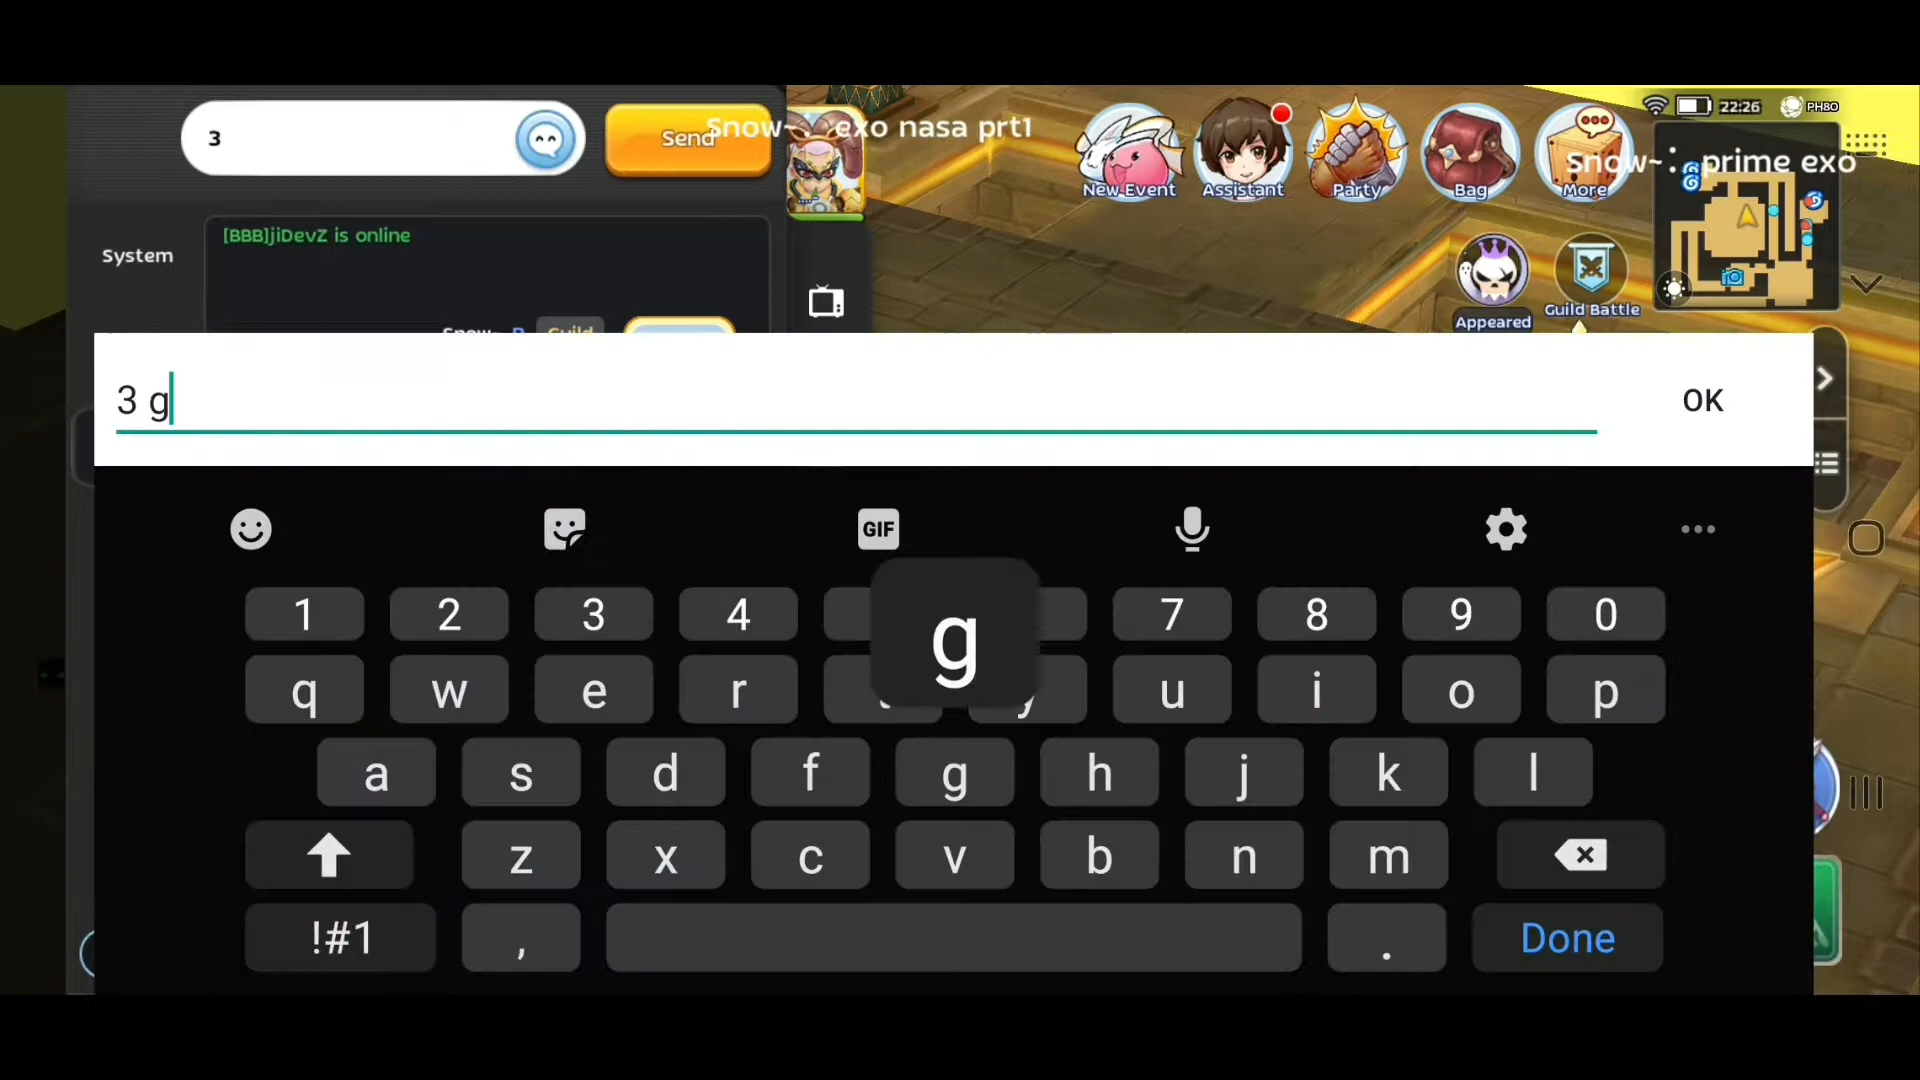 3
Send
Snow~: exo nasa prt1
New Event
Assistant
Party
Bag
More
22:26
PH80
Snow~: prime exo
System
[BBB]jiDevZ is online
Appeared
Guild Battle
Guild
3 g
OK
GIF
1 2 3 4 7 8 9 0
g
q w e r y u i o p
a s d f g h j k l
z x c v b n m
!#1 , . Done